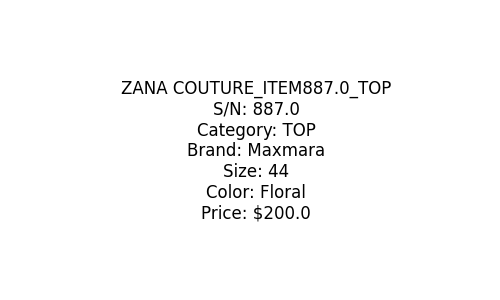 ZANA COUTURE_ITEM887.0_TOP
S/N: 887.0
Category: TOP
Brand: Maxmara
Size: 44
Color: Floral
Price: $200.0